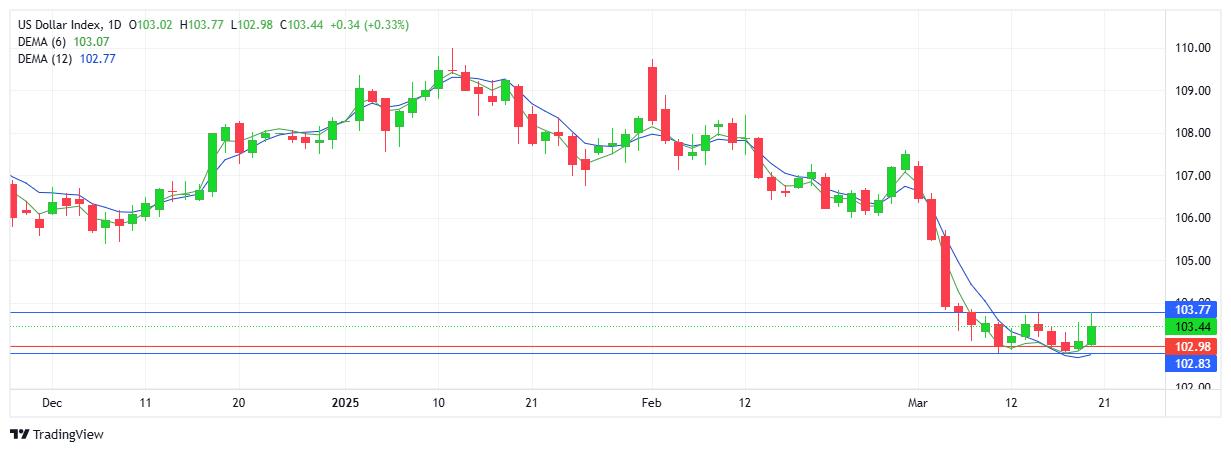 US Dollar Index, 1D O103.02 H103.77 L102.98 C103.44 +0.34 (+0.33%)
DEMA (6) 103.07
DEMA (12) 102.77
110.00
109.00
108.00
107.00
106.00
105.00
104.00
103.77
103.44
102.98
102.83
102.00
Dec 11 20 2025 10 21 Feb 12 Mar 12 21
TradingView